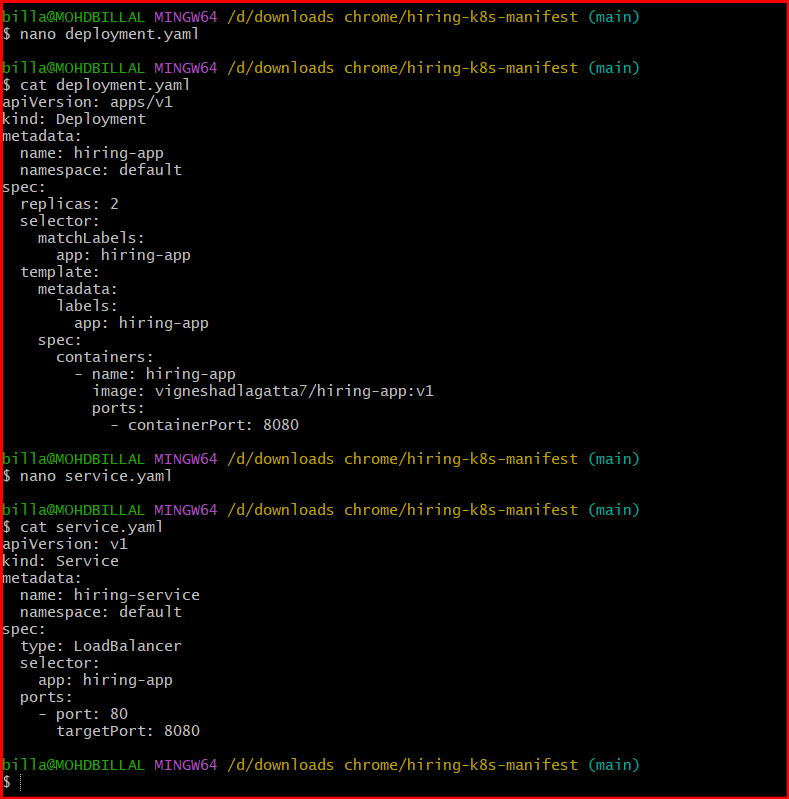 billa@MOHDBILLAL MINGW64 /d/downloads chrome/hiring-k8s-manifest (main)
$ nano deployment.yaml
billa@MOHDBILLAL MINGW64 /d/downloads chrome/hiring-k8s-manifest (main)
$ cat deployment.yaml
apiVersion: apps/v1
kind: Deployment
metadata:
  name: hiring-app
  namespace: default
spec:
  replicas: 2
  selector:
    matchLabels:
      app: hiring-app
  template:
    metadata:
      labels:
        app: hiring-app
    spec:
      containers:
        - name: hiring-app
          image: vigneshadlagatta7/hiring-app:v1
          ports:
            - containerPort: 8080
billa@MOHDBILLAL MINGW64 /d/downloads chrome/hiring-k8s-manifest (main)
$ nano service.yaml
billa@MOHDBILLAL MINGW64 /d/downloads chrome/hiring-k8s-manifest (main)
$ cat service.yaml
apiVersion: v1
kind: Service
metadata:
  name: hiring-service
  namespace: default
spec:
  type: LoadBalancer
  selector:
    app: hiring-app
  ports:
    - port: 80
      targetPort: 8080
billa@MOHDBILLAL MINGW64 /d/downloads chrome/hiring-k8s-manifest (main)
$